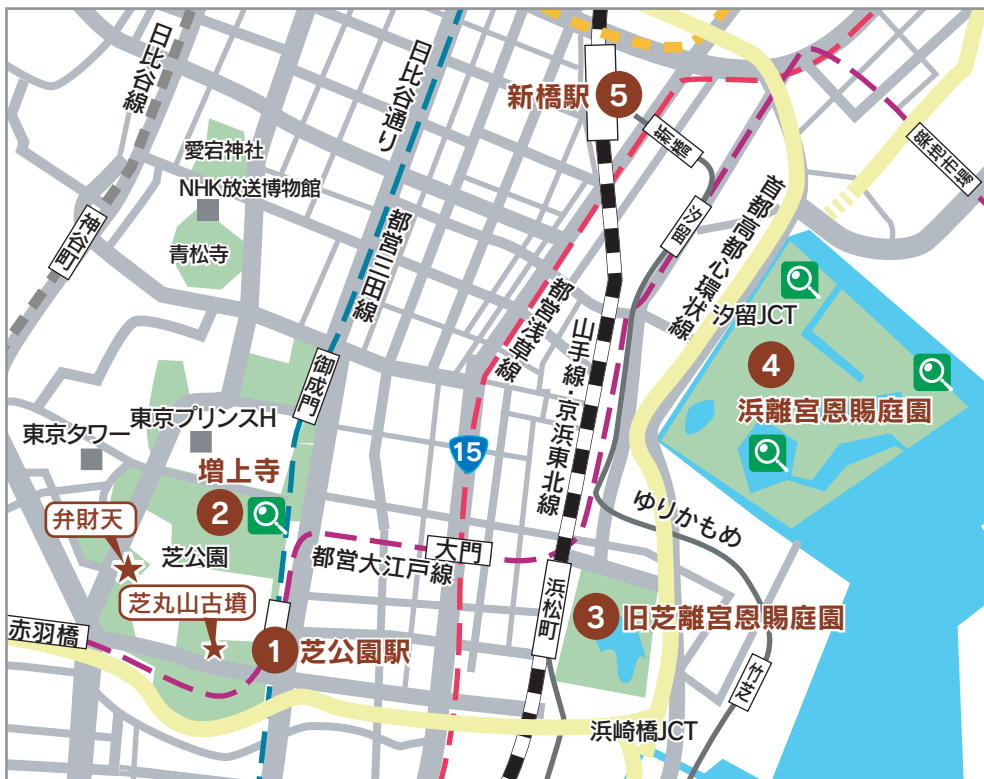 日比谷線
日比谷通り
新橋駅
5
新橋
築地市場
愛宕神社
NHK放送博物館
青松寺
神谷町
都営三田線
汐留
首都高都心環状線
汐留JCT
都営浅草線
山手線・京浜東北線
御成門
4
浜離宮恩賜庭園
東京プリンスH
東京タワー
15
増上寺
2
弁財天
芝公園
都営大江戸線
大門
ゆりかもめ
芝丸山古墳
浜松町
3
旧芝離宮恩賜庭園
赤羽橋
1
芝公園駅
竹芝
浜崎橋JCT